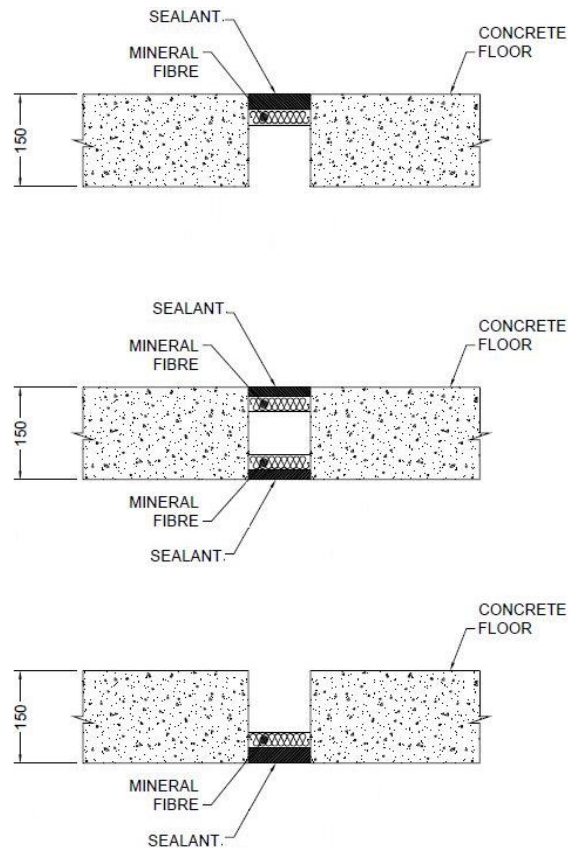 SEALANT.
CONCRETE
FLOOR
MINERAL
FIBRE
150
SEALANT.
CONCRETE
FLOOR
MINERAL
FIBRE
150
MINERAL
FIBRE
SEALANT.
CONCRETE
FLOOR
150
MINERAL
FIBRE
SEALANT.